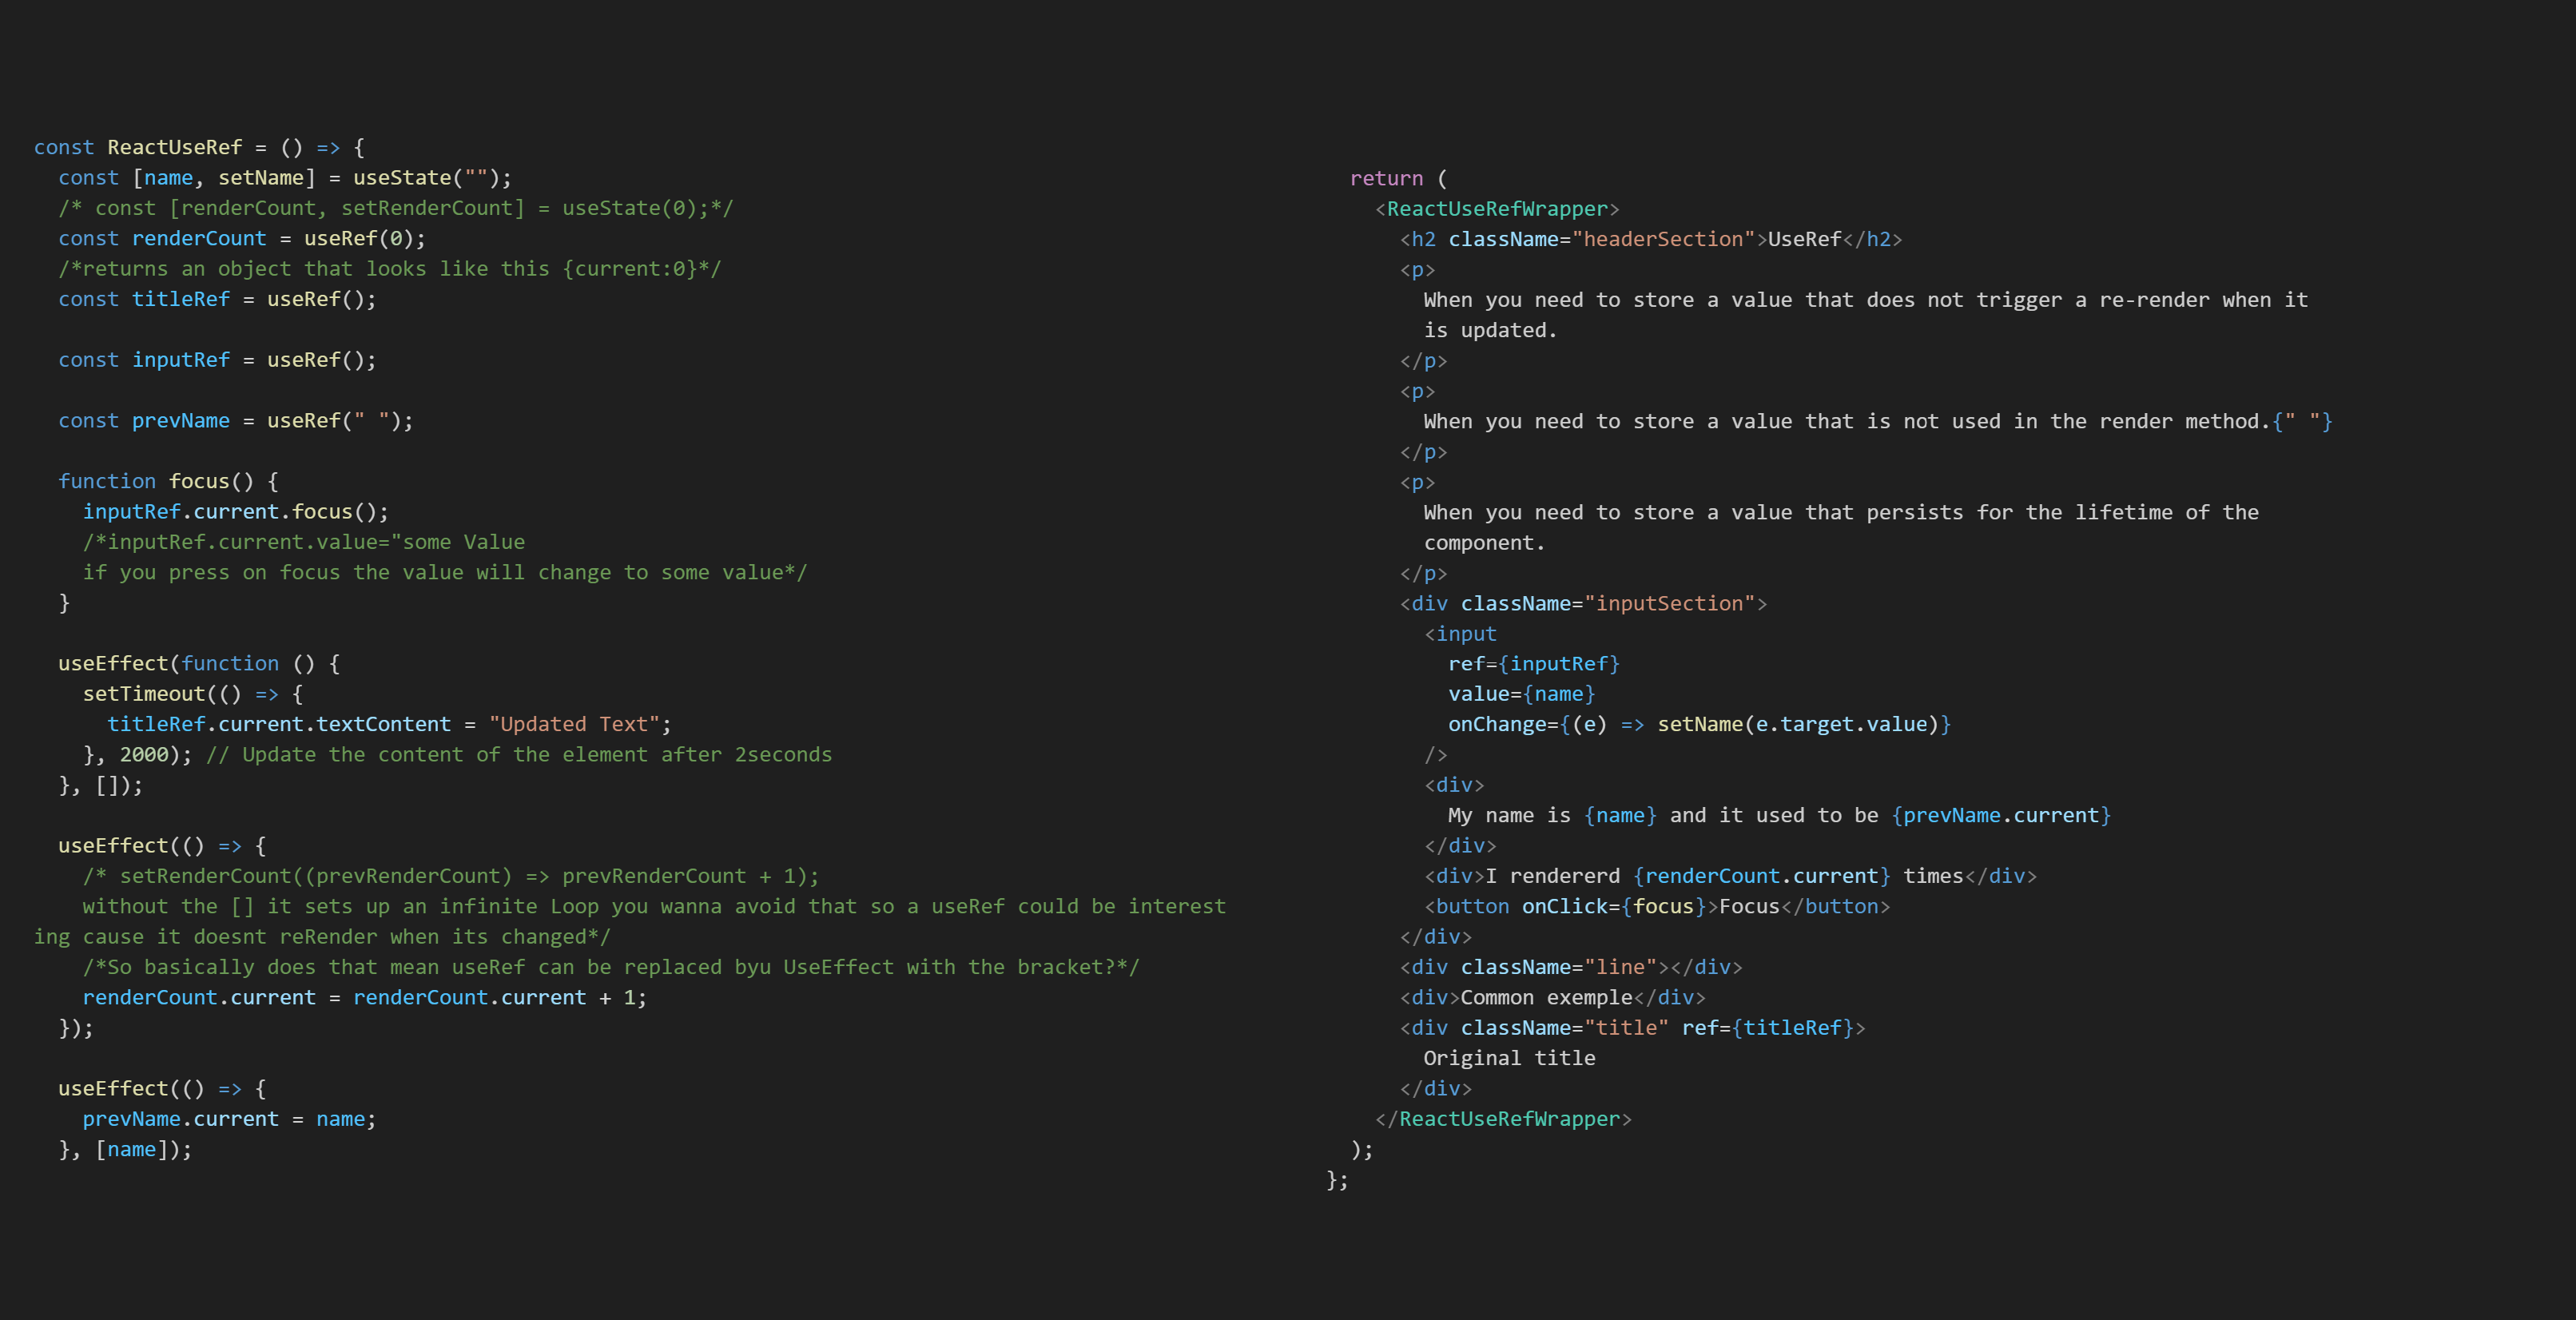 const ReactUseRef = () => {
  const [name, setName] = useState("");
  /* const [renderCount, setRenderCount] = useState(0);*/
  const renderCount = useRef(0);
  /*returns an object that looks like this {current:0}*/
  const titleRef = useRef();

  const inputRef = useRef();

  const prevName = useRef(" ");

  function focus() {
    inputRef.current.focus();
    /*inputRef.current.value="some Value
    if you press on focus the value will change to some value*/
  }

  useEffect(function () {
    setTimeout(() => {
      titleRef.current.textContent = "Updated Text";
    }, 2000); // Update the content of the element after 2seconds
  }, []);

  useEffect(() => {
    /* setRenderCount((prevRenderCount) => prevRenderCount + 1);
    without the [] it sets up an infinite Loop you wanna avoid that so a useRef could be interest
ing cause it doesnt reRender when its changed*/
    /*So basically does that mean useRef can be replaced byu UseEffect with the bracket?*/
    renderCount.current = renderCount.current + 1;
  });

  useEffect(() => {
    prevName.current = name;
  }, [name]);

  return (
    <ReactUseRefWrapper>
      <h2 className="headerSection">UseRef</h2>
      <p>
        When you need to store a value that does not trigger a re-render when it
        is updated.
      </p>
      <p>
        When you need to store a value that is not used in the render method.{" "}
      </p>
      <p>
        When you need to store a value that persists for the lifetime of the
        component.
      </p>
      <div className="inputSection">
        <input
          ref={inputRef}
          value={name}
          onChange={(e) => setName(e.target.value)}
        />
        <div>
          My name is {name} and it used to be {prevName.current}
        </div>
        <div>I rendererd {renderCount.current} times</div>
        <button onClick={focus}>Focus</button>
      </div>
      <div className="line"></div>
      <div>Common exemple</div>
      <div className="title" ref={titleRef}>
        Original title
      </div>
    </ReactUseRefWrapper>
  );
};